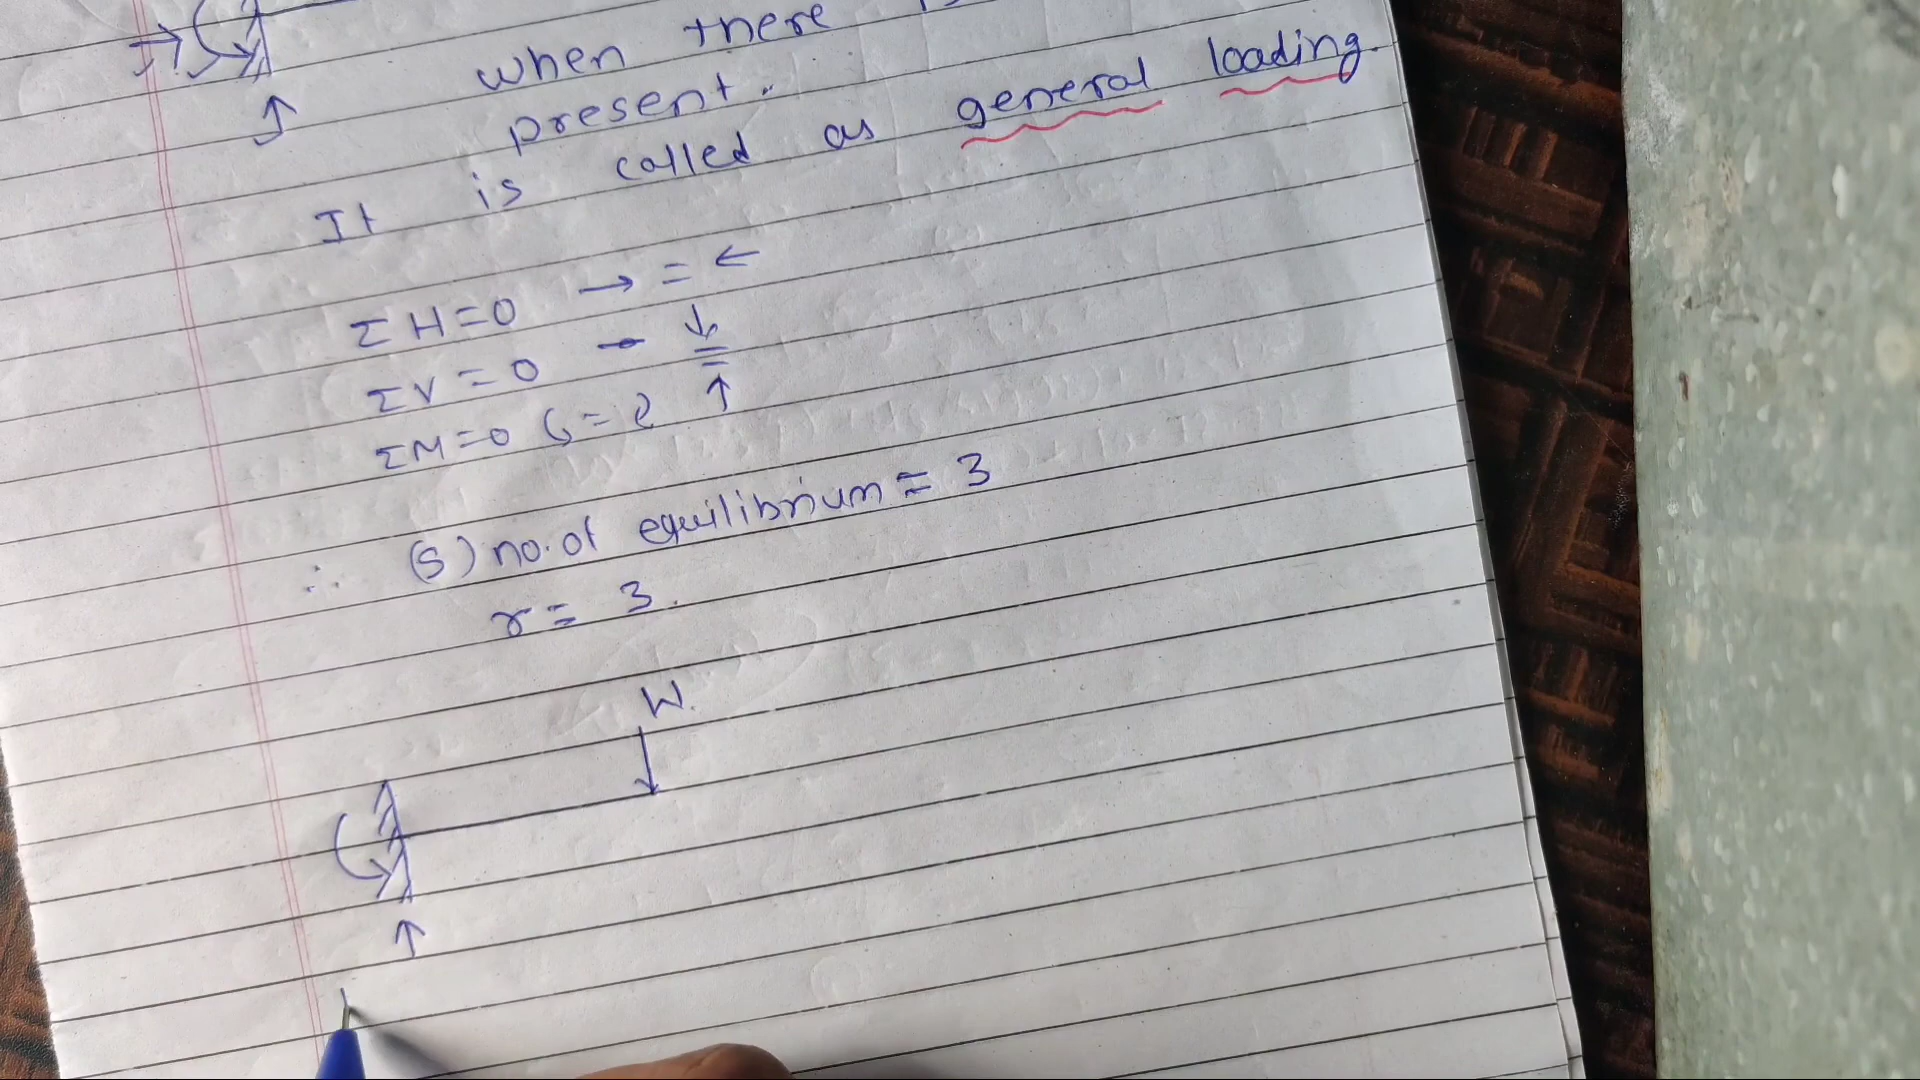 when there
present.
It is called as general loading.
ΣH=0 → = ←
ΣV=0 - ↓ = ↑
ΣM=0
∴ (s) no. of equilibrium = 3
r = 3.
W.